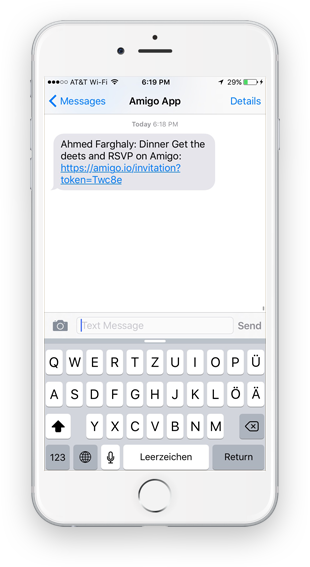 AT&T Wi-Fi 6:19 PM 29%
Messages Amigo App Details
Today 6:18 PM
Ahmed Farghaly: Dinner Get the
deets and RSVP on Amigo:
https://amigo.io/invitation?
token=Twc8e
Text Message Send
Q W E R T Z U I O P Ü
A S D F G H J K L Ö Ä
Y X C V B N M
123 Leerzeichen Return